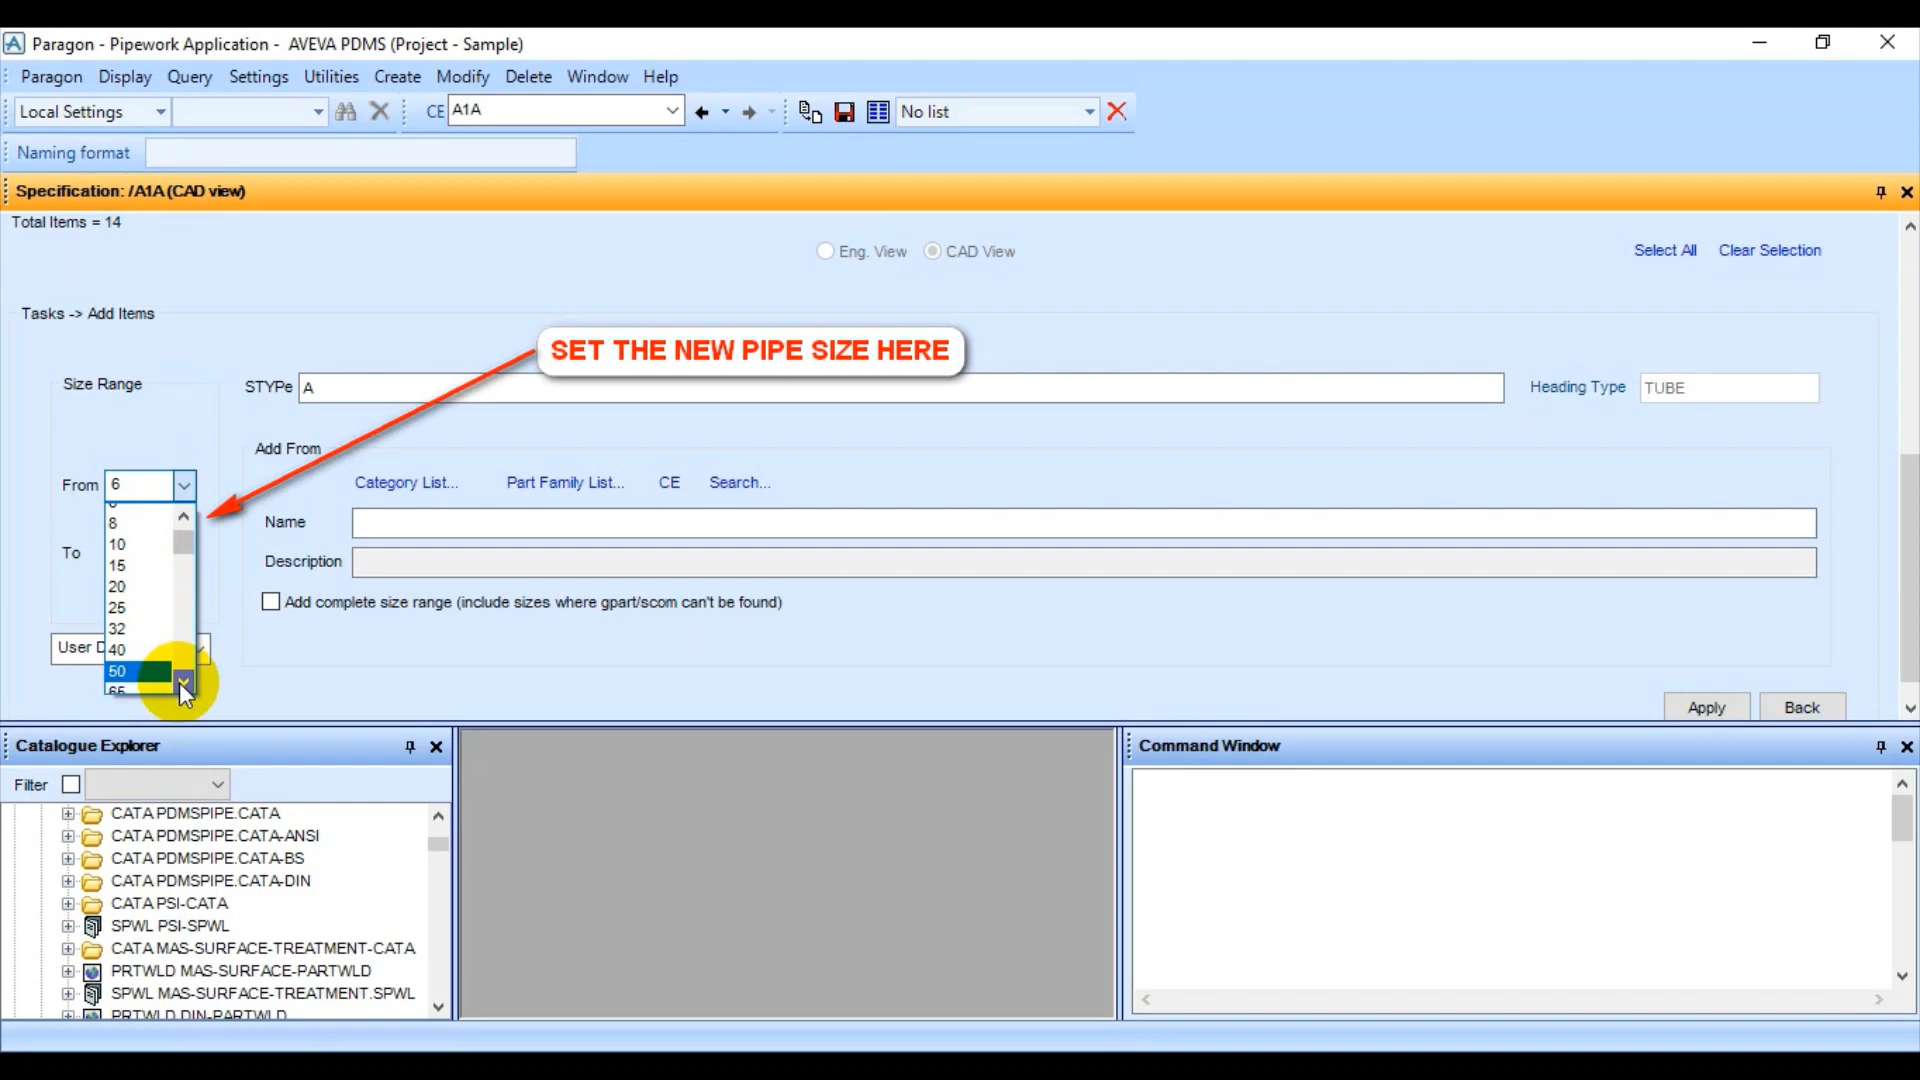 Paragon - Pipework Application -  AVEVA PDMS (Project - Sample)
Paragon Display Query Settings Utilities Create Modify Delete Window Help
Local Settings CE A1A No list
Naming format
Specification: /A1A (CAD view)
Total Items = 14
Eng. View CAD View Select All Clear Selection
Tasks -> Add Items
SET THE NEW PIPE SIZE HERE
Size Range STYPe A Heading Type TUBE
Add From
From 6 Category List... Part Family List... CE Search...
8 Name
10
To 15 Description
20
25 Add complete size range (include sizes where gpart/scom can't be found)
32
User D 40
50
65
Apply Back
Catalogue Explorer Command Window
Filter
CATA PDMSPIPE.CATA
CATA PDMSPIPE.CATA-ANSI
CATA PDMSPIPE.CATA-BS
CATA PDMSPIPE.CATA-DIN
CATA PSI-CATA
SPWL PSI-SPWL
CATA MAS-SURFACE-TREATMENT-CATA
PRTWLD MAS-SURFACE-PARTWLD
SPWL MAS-SURFACE-TREATMENT.SPWL
PRTWLD DIN-PARTWLD